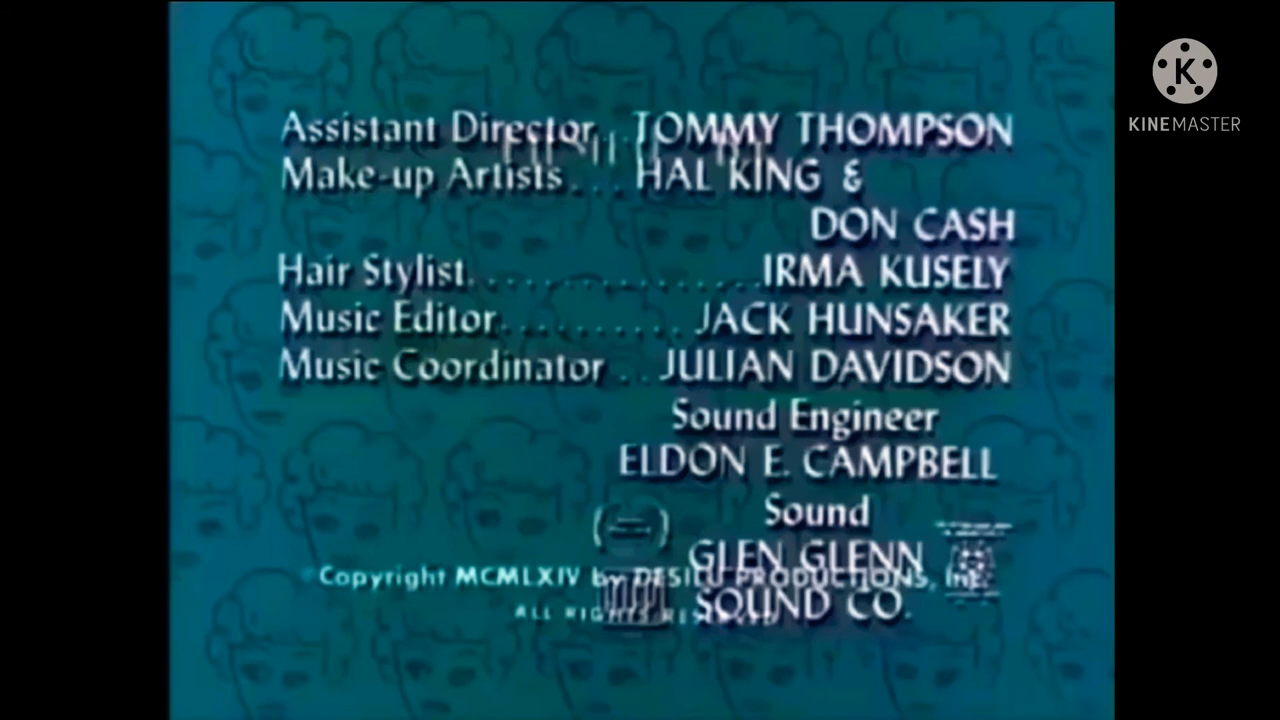 Assistant Director.. TOMMY THOMPSON
Make-up Artists... HAL KING &
DON CASH
Hair Stylist................IRMA KUSELY
Music Editor.......... JACK HUNSAKER
Music Coordinator .. JULIAN DAVIDSON
Sound Engineer
ELDON E. CAMPBELL
Sound
GLEN GLENN
SOUND CO.
Copyright MCMLXIV by DESILU PRODUCTIONS, Inc.
ALL RIGHTS RESERVED
K
KINEMASTER